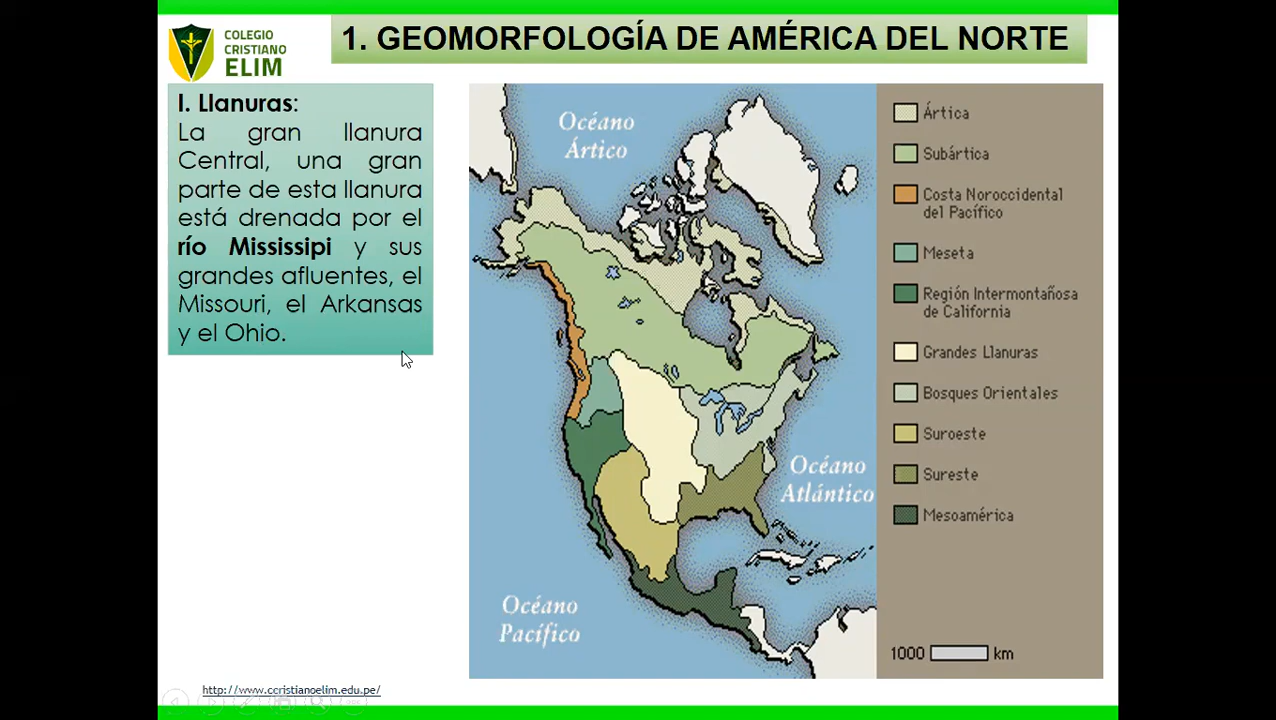 COLEGIO
CRISTIANO
ELIM
1. GEOMORFOLOGÍA DE AMÉRICA DEL NORTE
I. Llanuras:
La gran llanura
Central, una gran
parte de esta llanura
está drenada por el
río Mississipi y sus
grandes afluentes, el
Missouri, el Arkansas
y el Ohio.
Océano
Ártico
Océano
Atlántico
Océano
Pacífico
Ártica
Subártica
Costa Noroccidental
del Pacífico
Meseta
Región Intermontañosa
de California
Grandes Llanuras
Bosques Orientales
Suroeste
Sureste
Mesoamérica
1000 km
http://www.ccristianoelim.edu.pe/